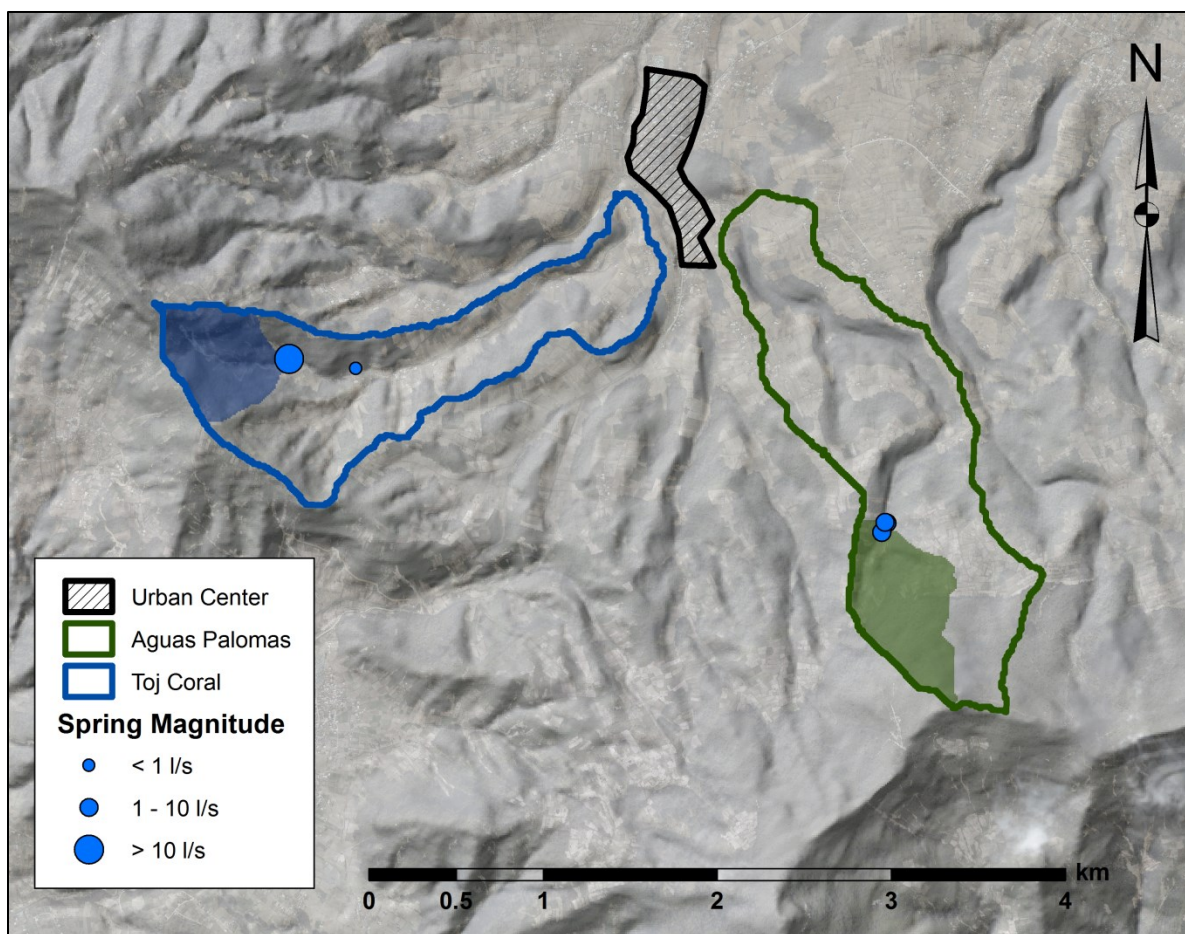 N
Urban Center
Aguas Palomas
Toj Coral
Spring Magnitude
< 1 l/s
1 - 10 l/s
> 10 l/s
km
0 0.5 1 2 3 4